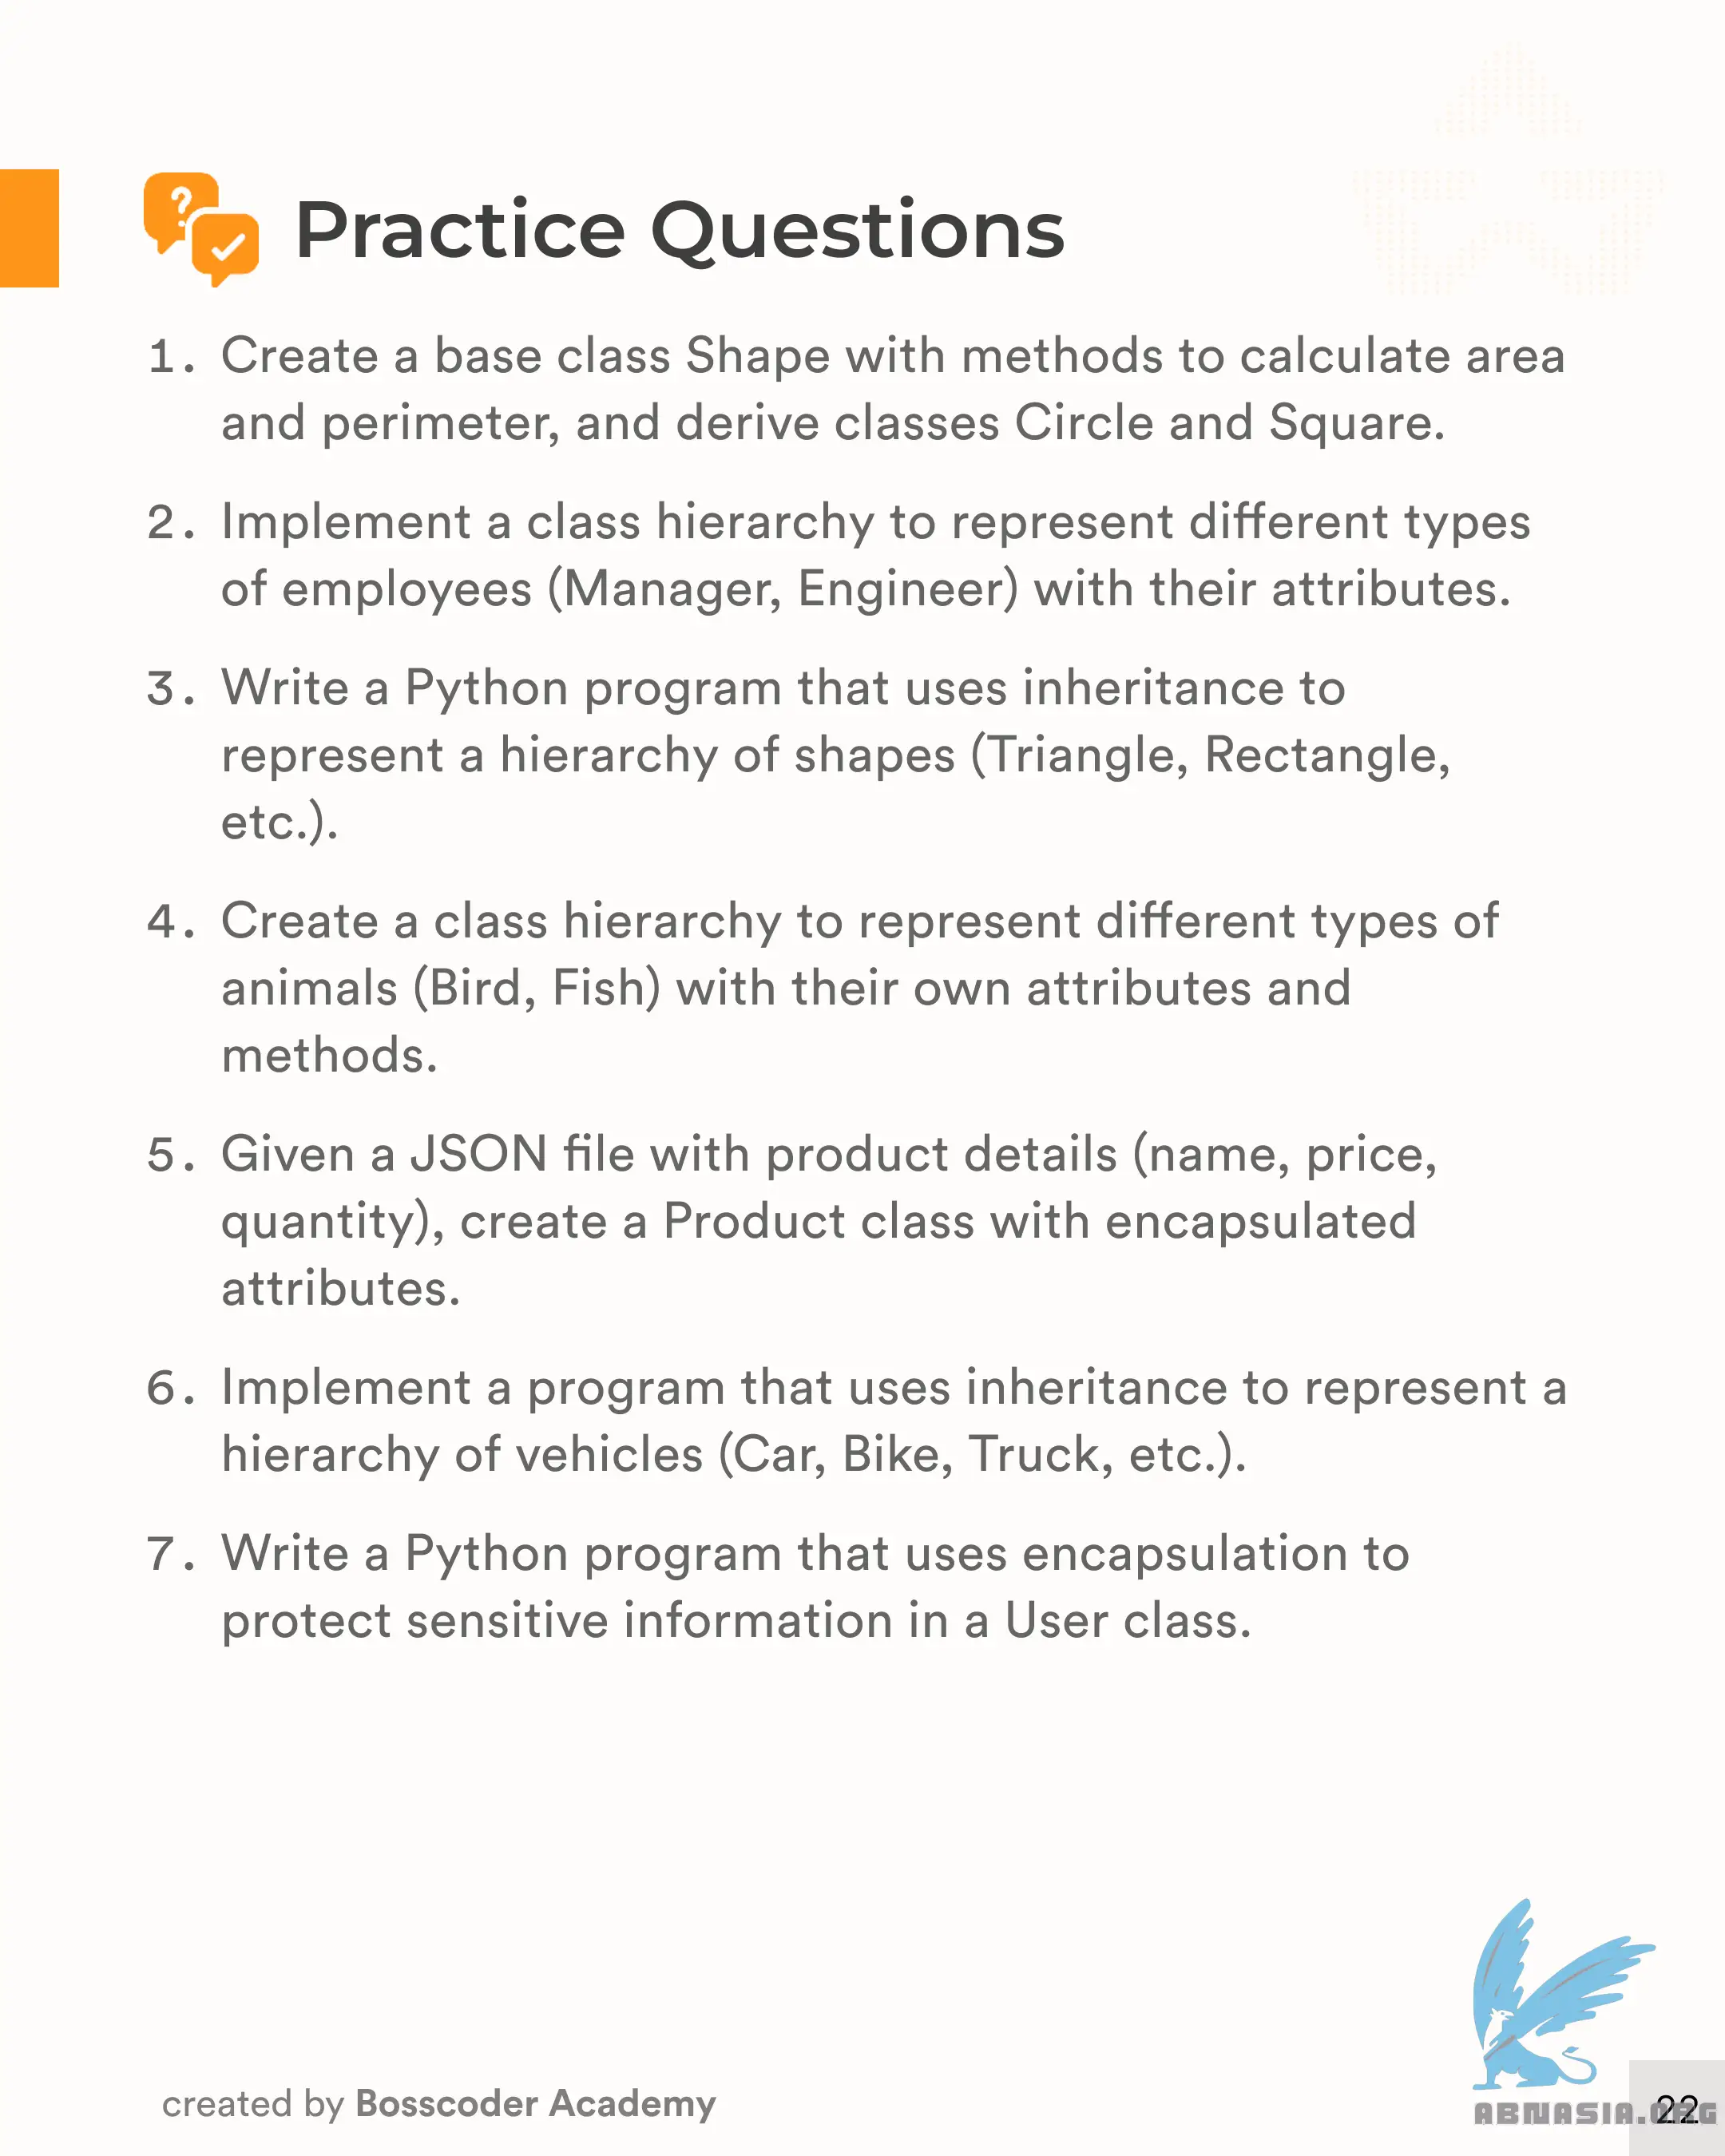 Practice Questions
1. Create a base class Shape with methods to calculate area
and perimeter, and derive classes Circle and Square.
2. Implement a class hierarchy to represent different types
of employees (Manager, Engineer) with their attributes.
3. Write a Python program that uses inheritance to
represent a hierarchy of shapes (Triangle, Rectangle,
etc.).
4. Create a class hierarchy to represent different types of
animals (Bird, Fish) with their own attributes and
methods.
5. Given a JSON file with product details (name, price,
quantity), create a Product class with encapsulated
attributes.
6. Implement a program that uses inheritance to represent a
hierarchy of vehicles (Car, Bike, Truck, etc.).
7. Write a Python program that uses encapsulation to
protect sensitive information in a User class.
created by Bosscoder Academy
ABNASIA.ORG
22